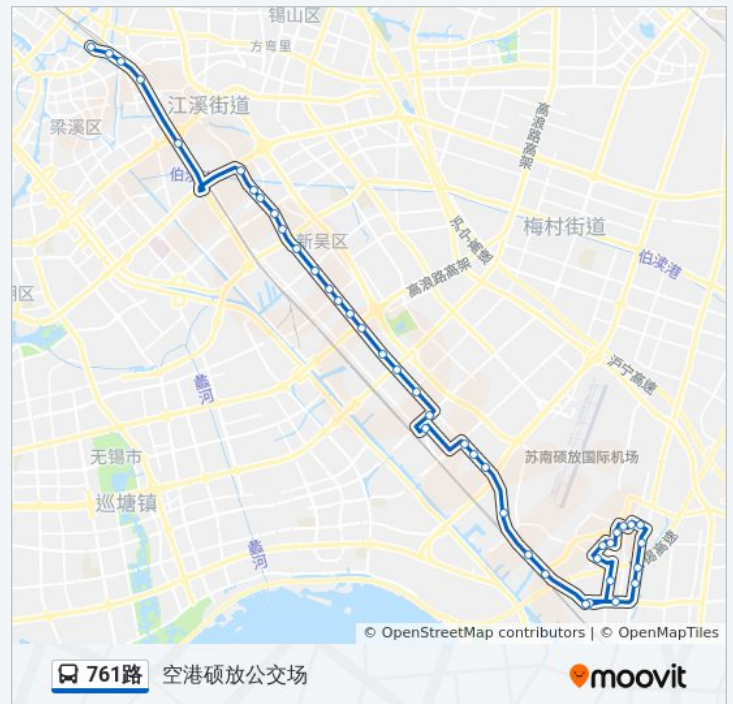 锡山区
方弯里
江溪街道
梁溪区
高浪路高架
新吴区
沪宁高速
梅村街道
伯渎港
高浪路高架
沪宁高速
蠡河
无锡市
苏南硕放国际机场
巡塘镇
蠡河
© OpenStreetMap contributors | © OpenMapTiles
761路
空港硕放公交场
moovit